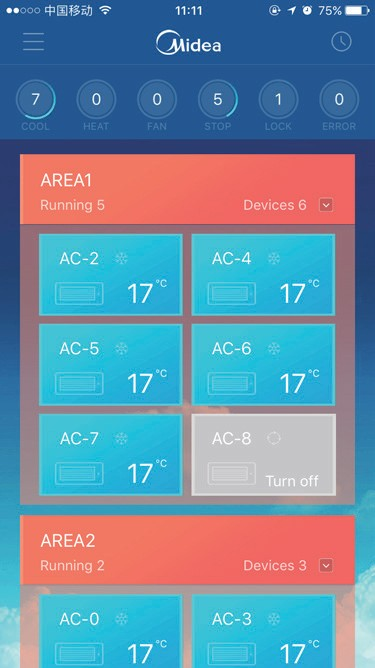 中国移动 11:11 75%
Midea
7 0 0 5 1 0
COOL HEAT FAN STOP LOCK ERROR
AREA1
Running 5 Devices 6
AC-2 AC-4
17°C 17°C
AC-5 AC-6
17°C 17°C
AC-7 AC-8
17°C Turn off
AREA2
Running 2 Devices 3
AC-0 AC-3
17°C 17°C